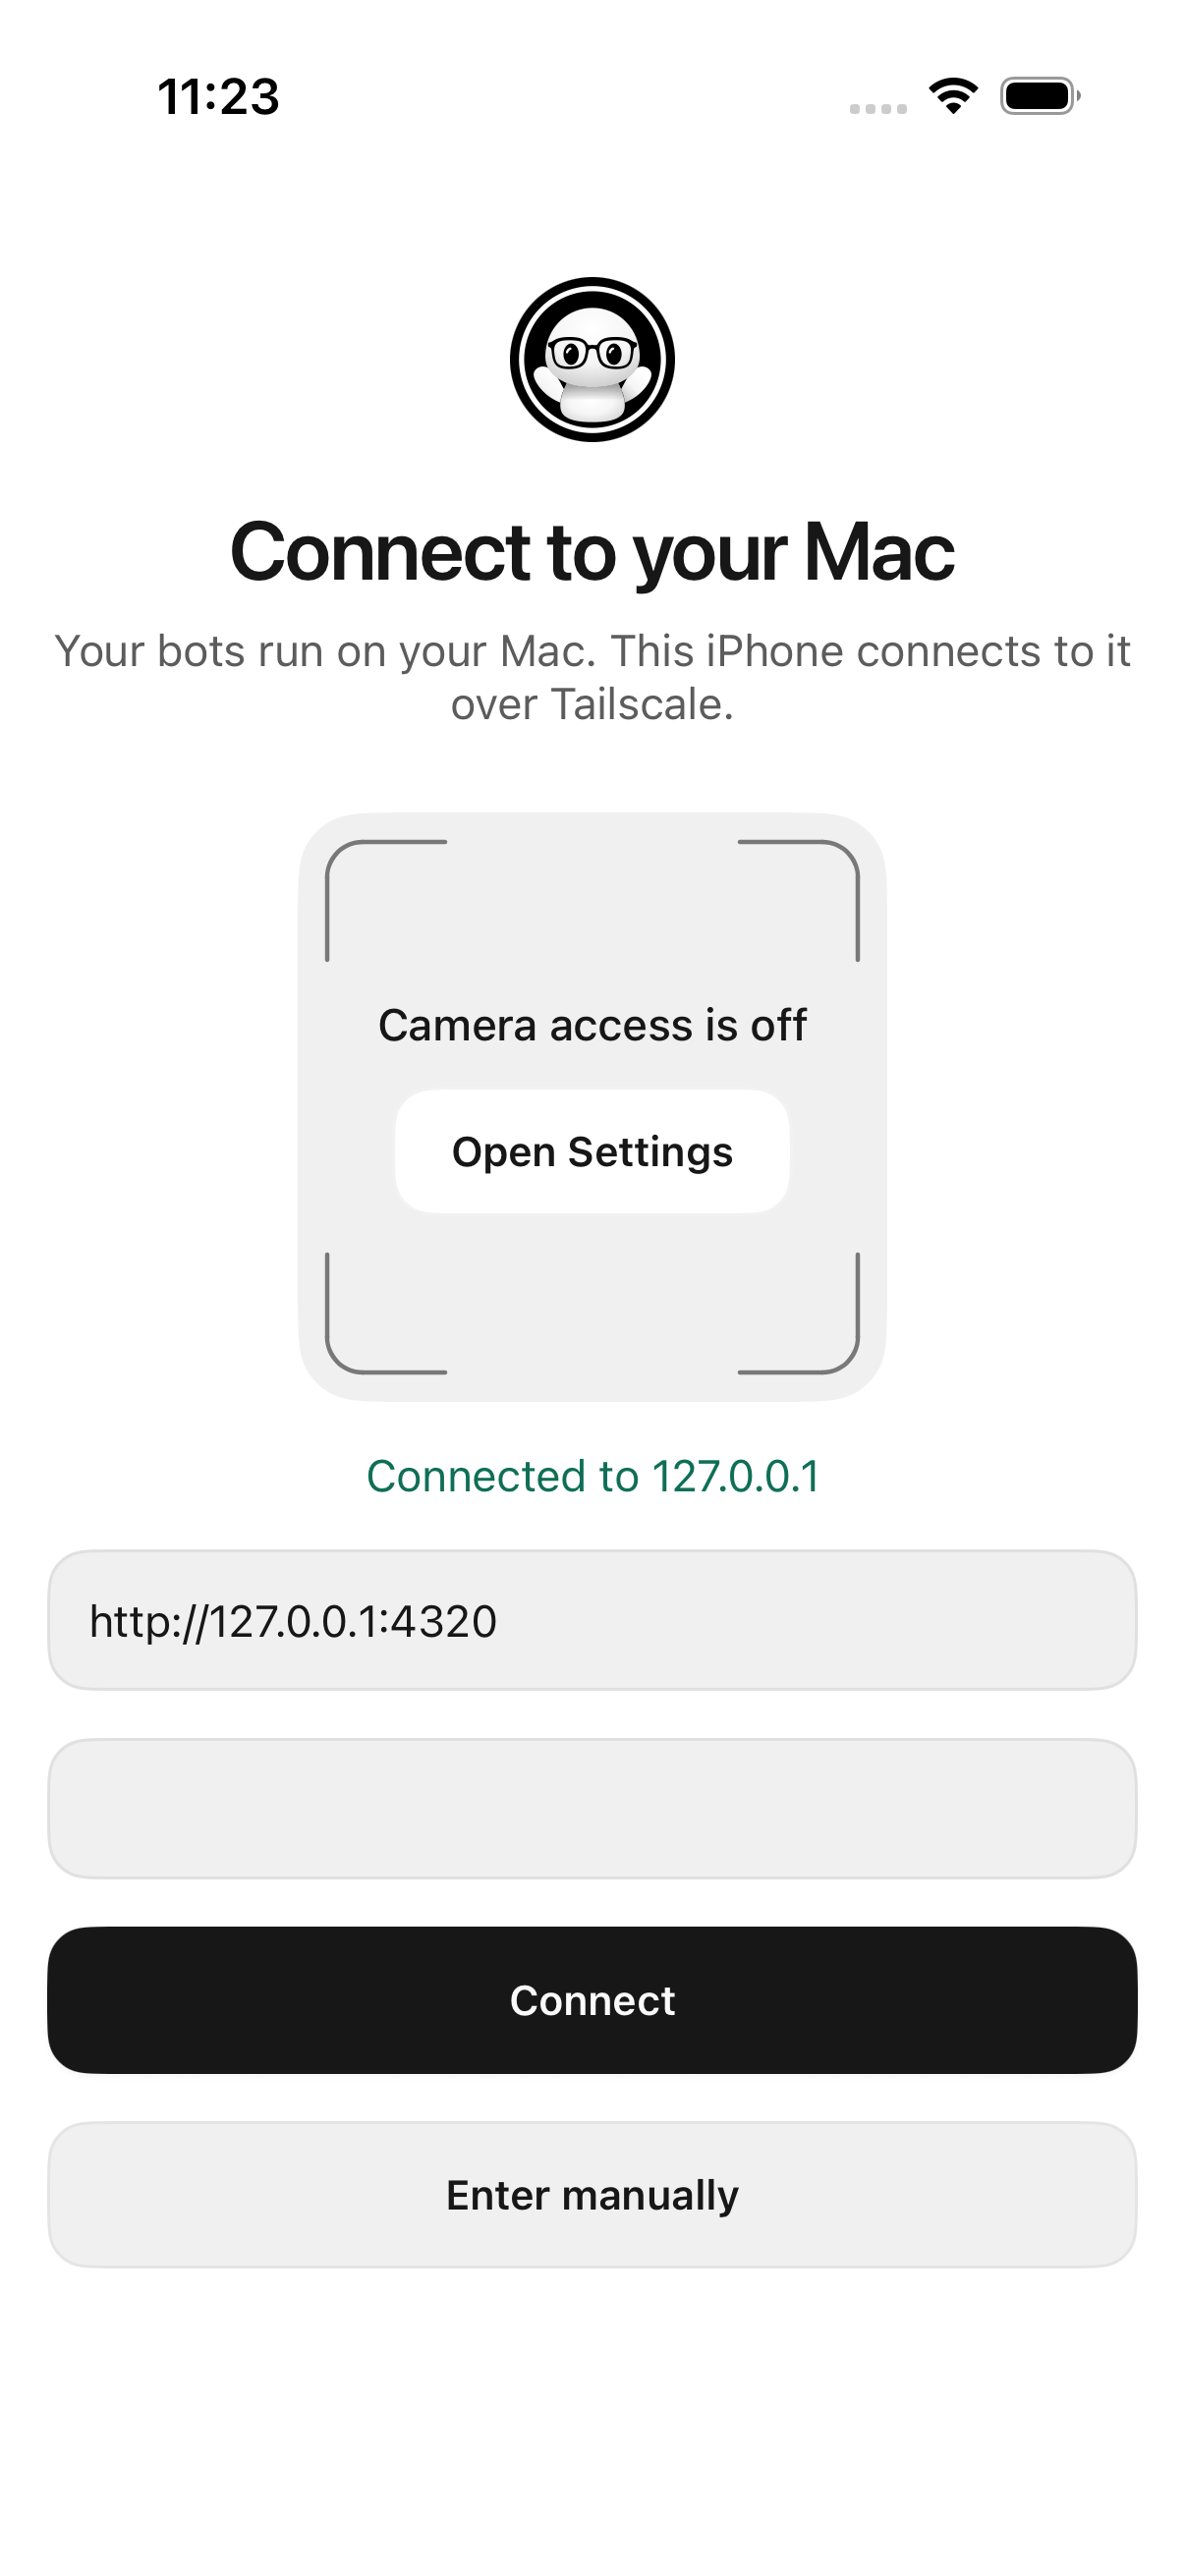 11:23
Connect to your Mac
Your bots run on your Mac. This iPhone connects to it
over Tailscale.
Camera access is off
Open Settings
Connected to 127.0.0.1
http://127.0.0.1:4320
Connect
Enter manually